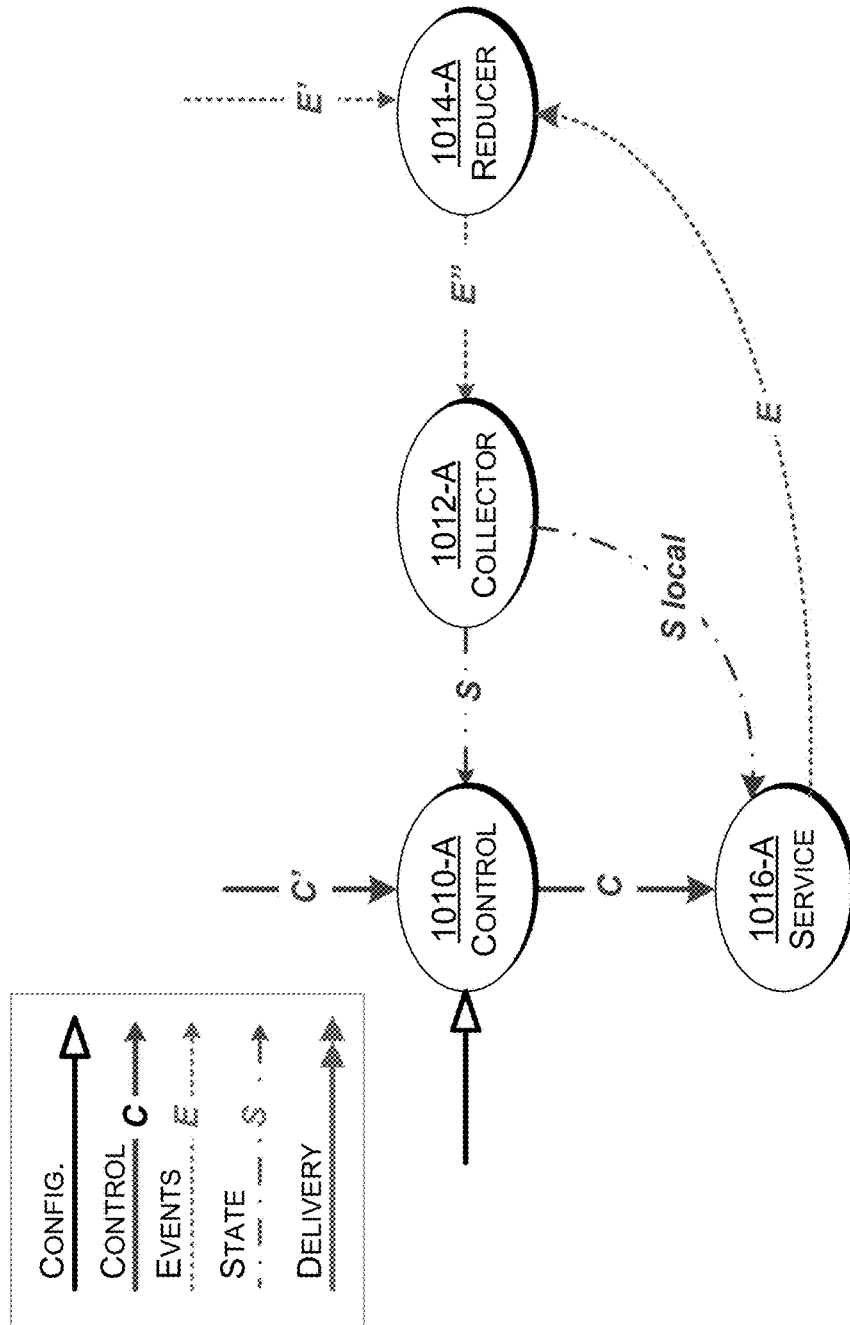 CONFIG.
CONTROL
C
EVENTS
E
STATE
S
DELIVERY
C'
1010-A
CONTROL
C
1016-A
SERVICE
S
1012-A
COLLECTOR
S local
E"
E'
1014-A
REDUCER
E